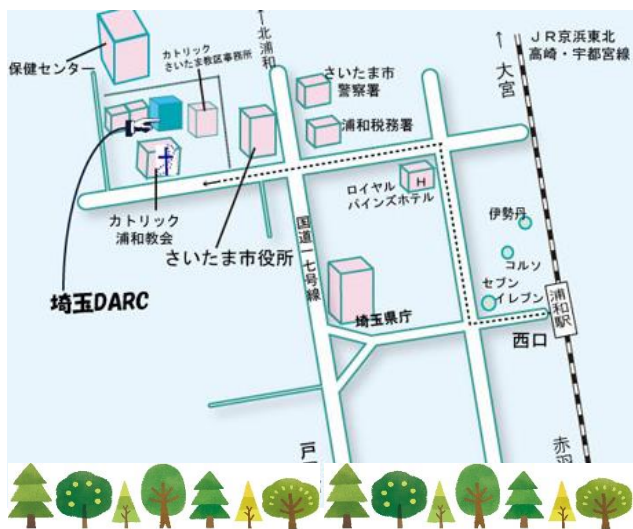 保健センター
カトリック
さいたま教区事務所
←北浦和
さいたま市
警察署
浦和税務署
ＪＲ京浜東北
高崎・宇都宮線
←大宮
ロイヤル
パインズホテル
H
伊勢丹
コルソ
セブン
イレブン
浦和駅
西口
カトリック
浦和教会
さいたま市役所
国道一七号線
埼玉DARC
埼玉県庁
戸
赤羽